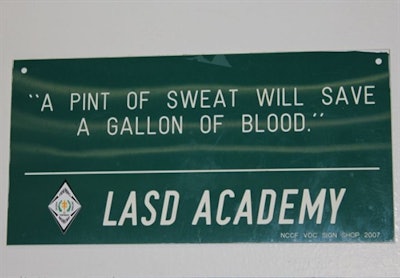 "A PINT OF SWEAT WILL SAVE
A GALLON OF BLOOD."
LASD ACADEMY
NCCF VOC SIGN SHOP 2007